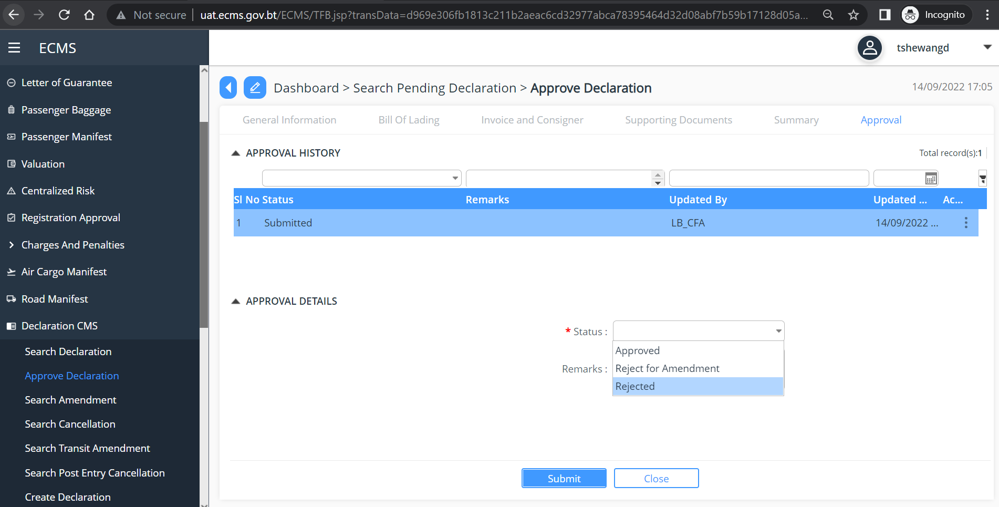 Not secure
uat.ecms.gov.bt/ECMS/TFB.jsp?transData=d969e306fb1813c211b2aeac6cd32977abca78395464d32d08abf7b59b17128d05a...
Incognito
ECMS
tshewangd
Letter of Guarantee
Passenger Baggage
Passenger Manifest
Valuation
Centralized Risk
Registration Approval
Charges And Penalties
Air Cargo Manifest
Road Manifest
Declaration CMS
Search Declaration
Approve Declaration
Search Amendment
Search Cancellation
Search Transit Amendment
Search Post Entry Cancellation
Create Declaration
Dashboard > Search Pending Declaration > Approve Declaration
14/09/2022 17:05
General Information Bill Of Lading Invoice and Consigner Supporting Documents Summary Approval
APPROVAL HISTORY
Total record(s):1
Sl No Status Remarks Updated By Updated ... Ac...
1 Submitted LB_CFA 14/09/2022 ...
APPROVAL DETAILS
* Status :
Approved
Remarks : Reject for Amendment
Rejected
Submit Close